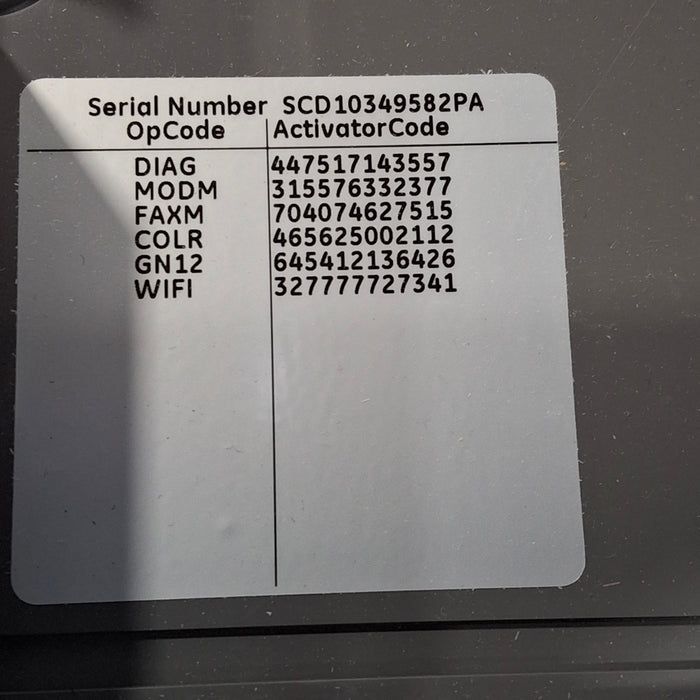 Serial Number SCD10349582PA
OpCode ActivatorCode
DIAG 447517143557
MODM 315576332377
FAXM 704074627515
COLR 465625002112
GN12 645412136426
WIFI 327777727341